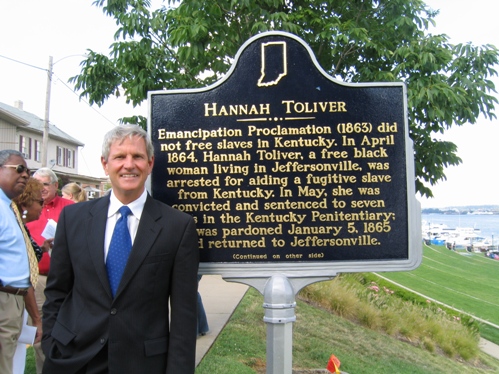 HANNAH TOLIVER
Emancipation Proclamation (1863) did
not free slaves in Kentucky. In April
1864, Hannah Toliver, a free black
woman living in Jeffersonville, was
arrested for aiding a fugitive slave
from Kentucky. In May, she was
convicted and sentenced to seven
in the Kentucky Penitentiary;
was pardoned January 5, 1865
returned to Jeffersonville.
(Continued on other side)